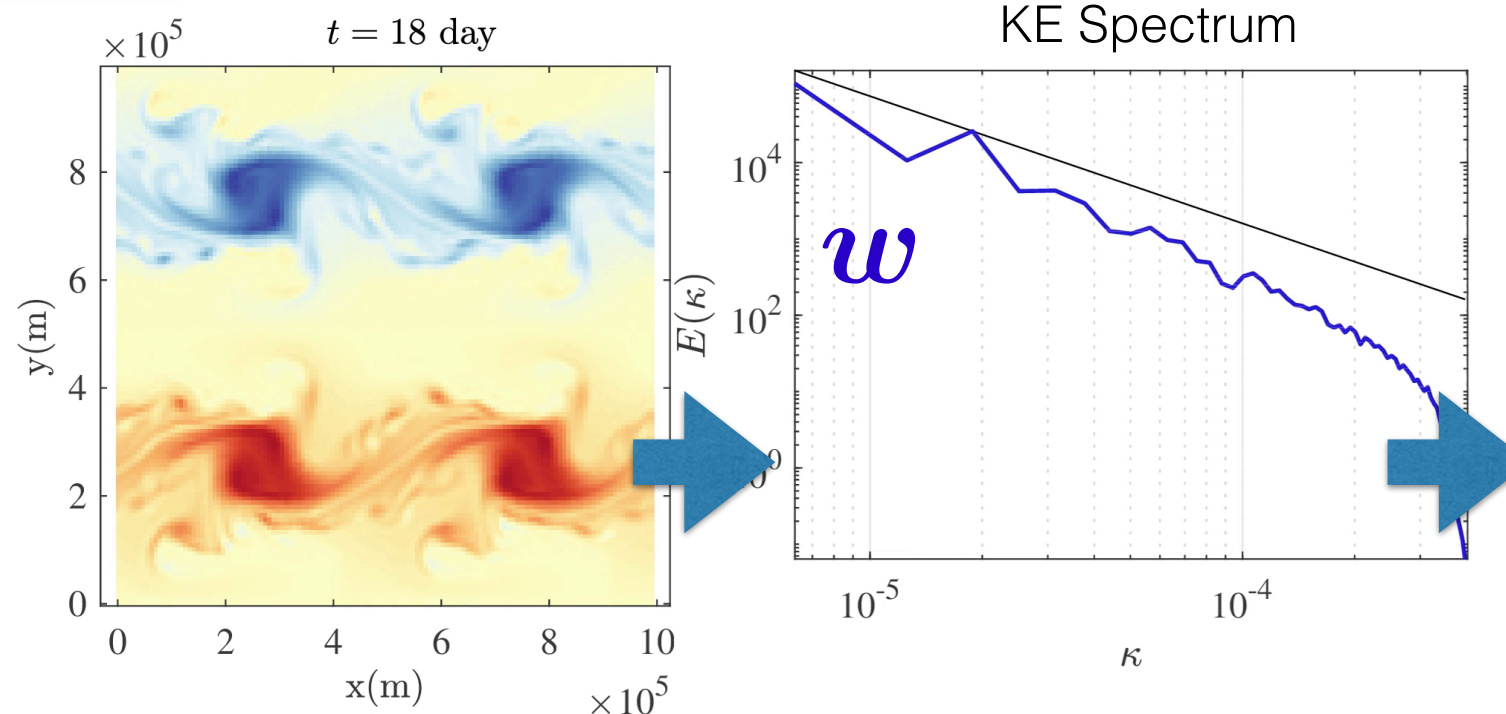 KE Spectrum
t = 18 day
×10⁵
8
6
4
2
0
y(m)
0 2 4 6 8 10
x(m)
×10⁵
10⁴
10²
E(κ)
w
10⁻⁵ 10⁻⁴
κ